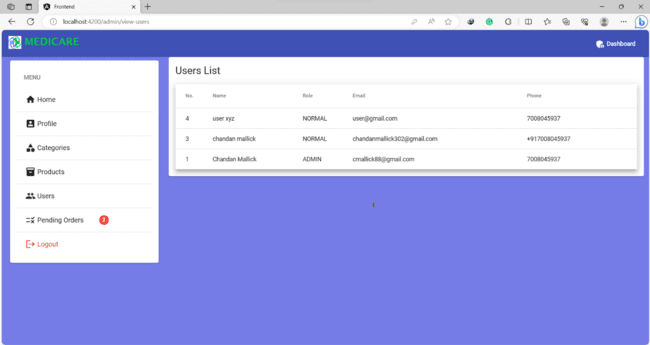 Frontend
localhost:4200/admin/view-users
MEDICARE
Dashboard
MENU
Home
Profile
Categories
Products
Users
Pending Orders 2
Logout
Users List
No. Name Role Email Phone
4 user xyz NORMAL user@gmail.com 7008045937
3 chandan mallick NORMAL chandanmallick302@gmail.com +917008045937
1 Chandan Mallick ADMIN cmallick88@gmail.com 7008045937